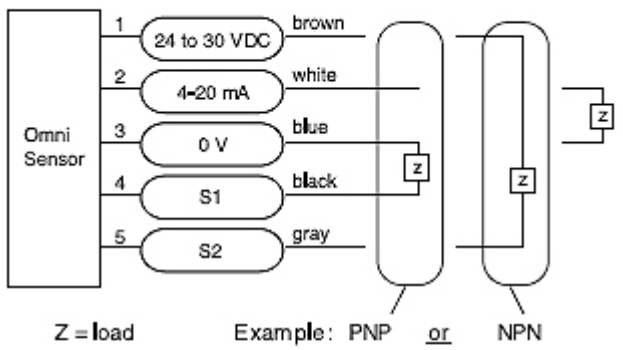 1 24 to 30 VDC brown
2 4-20 mA white
Omni Sensor
3 0 V blue
Z
4 S1 black
Z
Z
5 S2 gray
Z = load
Example: PNP or NPN